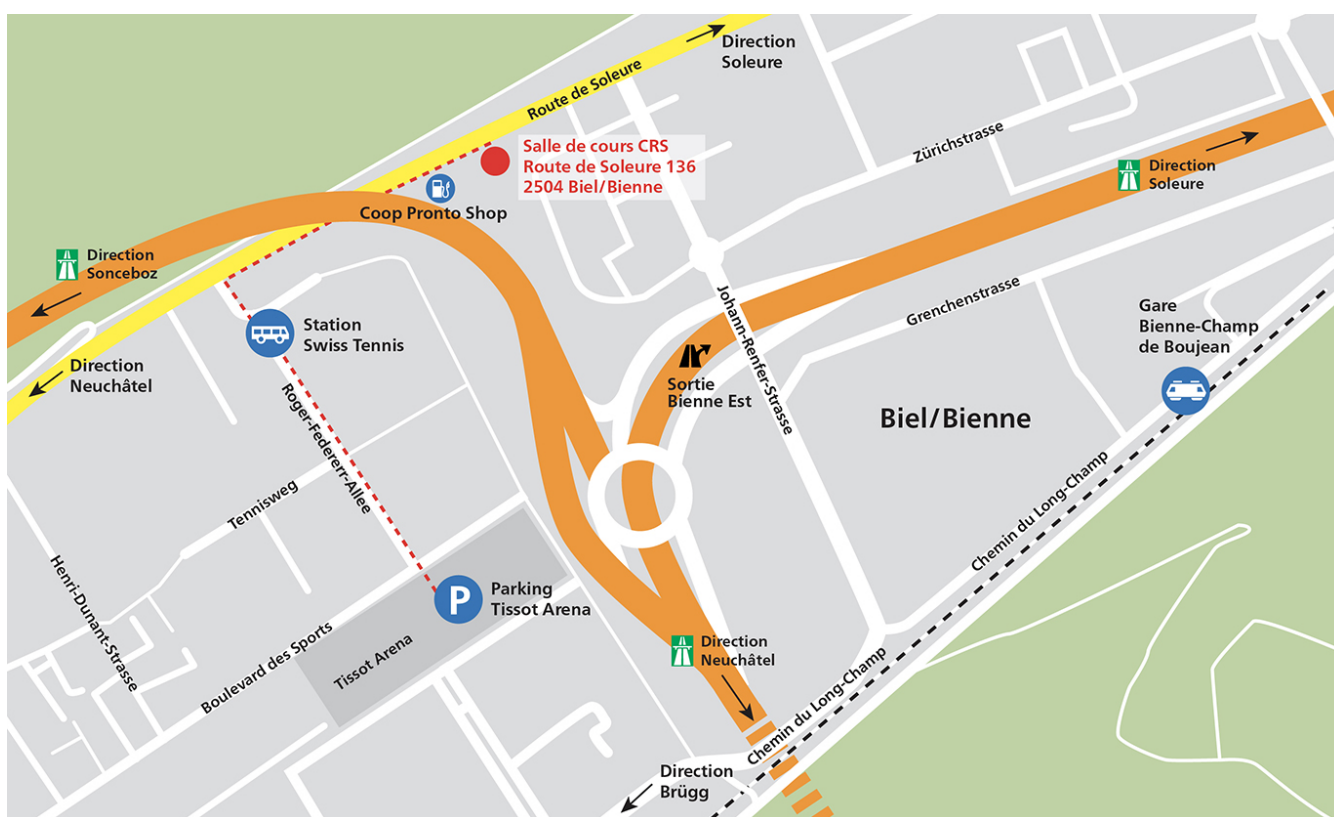 Direction
Soleure
Route de Soleure
Salle de cours CRS
Route de Soleure 136
2504 Biel/Bienne
Zürichstrasse
Direction
Soleure
Coop Pronto Shop
Direction
Sonceboz
Station
Swiss Tennis
Direction
Neuchâtel
Johann-Renfer-Strasse
Grenchenstrasse
Gare
Bienne-Champ
de Boujean
Sortie
Bienne Est
Biel/Bienne
Roger-Federerr-Allee
Tennisweg
Chemin du Long-Champ
Henri-Dunant-Strasse
P
Parking
Tissot Arena
Boulevard des Sports
Tissot Arena
Direction
Neuchâtel
Chemin du Long-Champ
Direction
Brügg